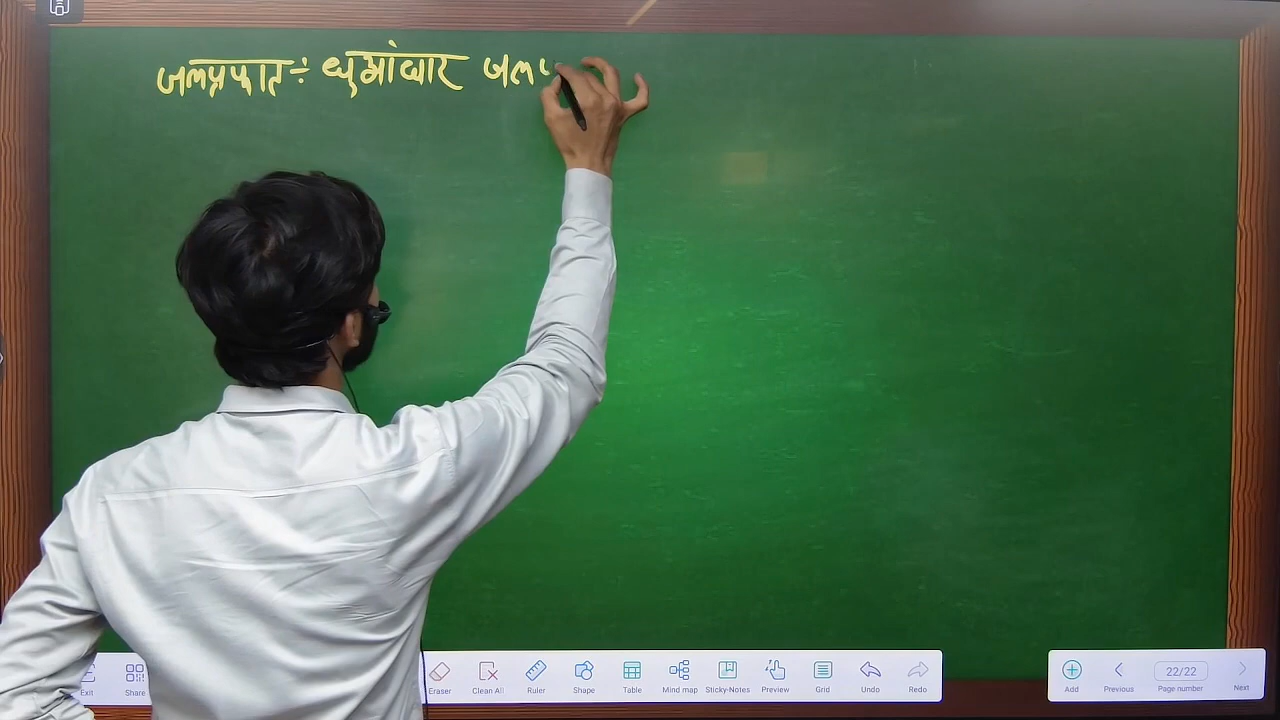 जलप्रपात ÷ धुआंधार जल
Exit Share Eraser Clean All Ruler Shape Table Mind map Sticky-Notes Preview Grid Undo Redo Add Previous 22/22 Page number Next